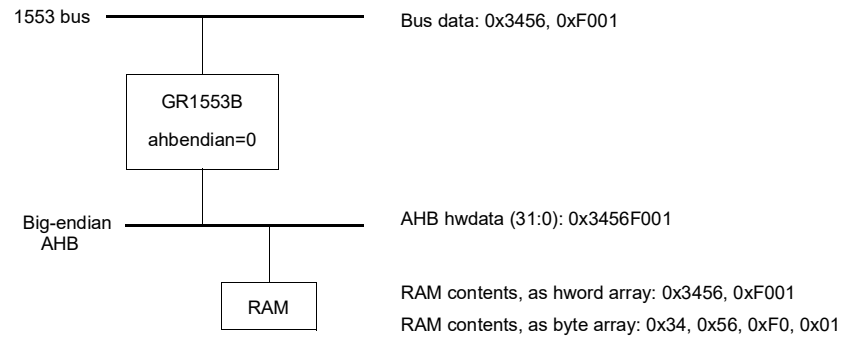 1553 bus
Bus data: 0x3456, 0xF001
GR1553B
ahbendian=0
Big-endian
AHB
AHB hwdata (31:0): 0x3456F001
RAM
RAM contents, as hword array: 0x3456, 0xF001
RAM contents, as byte array: 0x34, 0x56, 0xF0, 0x01